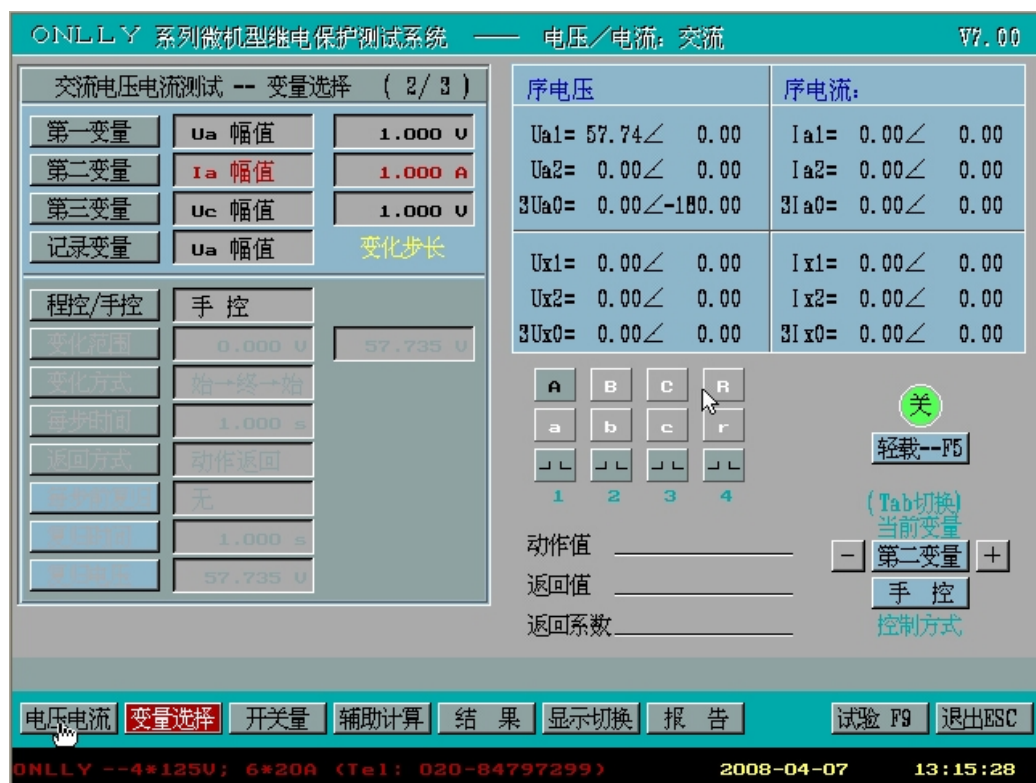 ONLLY 系列微机型继电保护测试系统 —— 电压/电流: 交流 V7.00
交流电压电流测试 -- 变量选择 ( 2/ 3 )
第一变量 Ua 幅值 1.000 V
第二变量 Ia 幅值 1.000 A
第三变量 Uc 幅值 1.000 V
记录变量 Ua 幅值 变化步长
程控/手控 手 控
变化范围 0.000 V 57.735 V
变化方式 始→终→始
每步时间 1.000 s
返回方式 动作返回
无
1.000 s
57.735 V
序电压
Ua1= 57.74∠ 0.00
Ua2= 0.00∠ 0.00
3Ua0= 0.00∠-180.00
Ux1= 0.00∠ 0.00
Ux2= 0.00∠ 0.00
3Ux0= 0.00∠ 0.00
序电流:
Ia1= 0.00∠ 0.00
Ia2= 0.00∠ 0.00
3Ia0= 0.00∠ 0.00
Ix1= 0.00∠ 0.00
Ix2= 0.00∠ 0.00
3Ix0= 0.00∠ 0.00
A B C R
a b c r
1 2 3 4
关
轻载--F5
动作值
返回值
返回系数
(Tab切换)
当前变量
- 第二变量 +
手 控
控制方式
电压电流 变量选择 开关量 辅助计算 结 果 显示切换 报 告 试验 F9 退出ESC
ONLLY --4*125V; 6*20A (Tel: 020-84797299) 2008-04-07 13:15:28